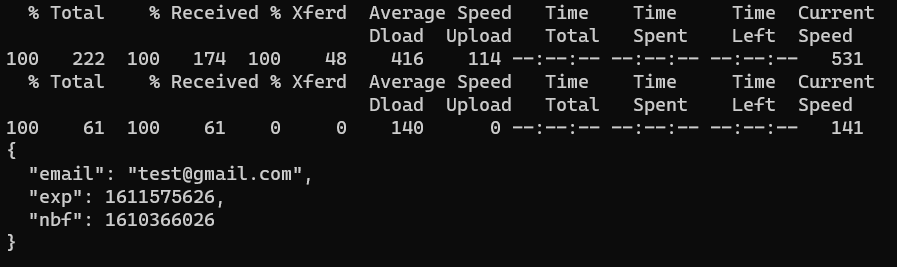 % Total    % Received % Xferd  Average Speed   Time    Time     Time  Current
                                 Dload  Upload   Total   Spent    Left  Speed
100   222  100   174  100    48    416    114 --:--:-- --:--:-- --:--:--   531
  % Total    % Received % Xferd  Average Speed   Time    Time     Time  Current
                                 Dload  Upload   Total   Spent    Left  Speed
100    61  100    61    0     0    140      0 --:--:-- --:--:-- --:--:--   141
{
  "email": "test@gmail.com",
  "exp": 1611575626,
  "nbf": 1610366026
}